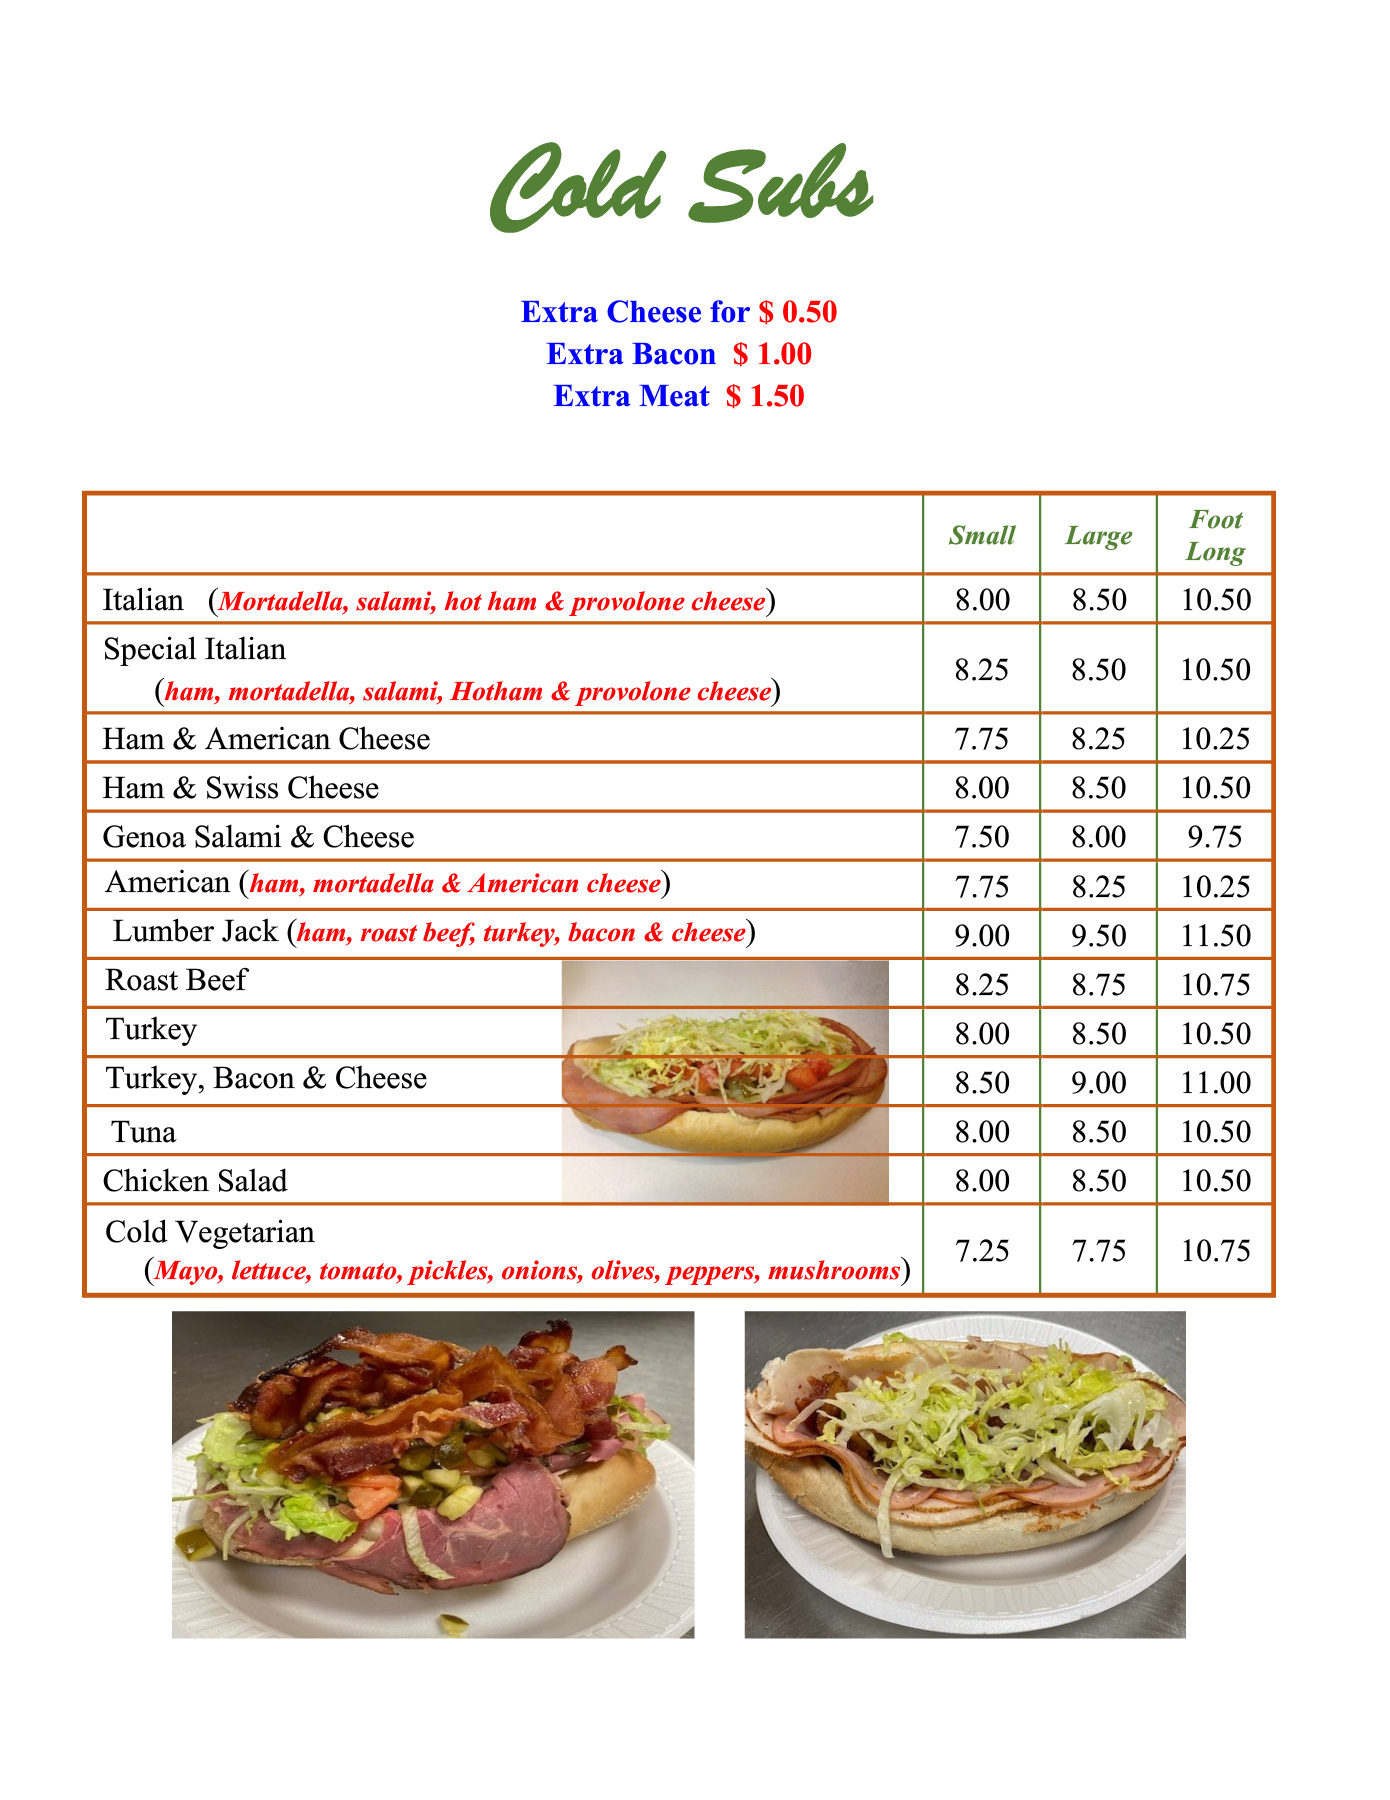 Cold Subs
Extra Cheese for $ 0.50
Extra Bacon $ 1.00
Extra Meat $ 1.50
Small Large Foot Long
Italian (Mortadella, salami, hot ham & provolone cheese) 8.00 8.50 10.50
Special Italian
(ham, mortadella, salami, Hotham & provolone cheese) 8.25 8.50 10.50
Ham & American Cheese 7.75 8.25 10.25
Ham & Swiss Cheese 8.00 8.50 10.50
Genoa Salami & Cheese 7.50 8.00 9.75
American (ham, mortadella & American cheese) 7.75 8.25 10.25
Lumber Jack (ham, roast beef, turkey, bacon & cheese) 9.00 9.50 11.50
Roast Beef 8.25 8.75 10.75
Turkey 8.00 8.50 10.50
Turkey, Bacon & Cheese 8.50 9.00 11.00
Tuna 8.00 8.50 10.50
Chicken Salad 8.00 8.50 10.50
Cold Vegetarian
(Mayo, lettuce, tomato, pickles, onions, olives, peppers, mushrooms) 7.25 7.75 10.75